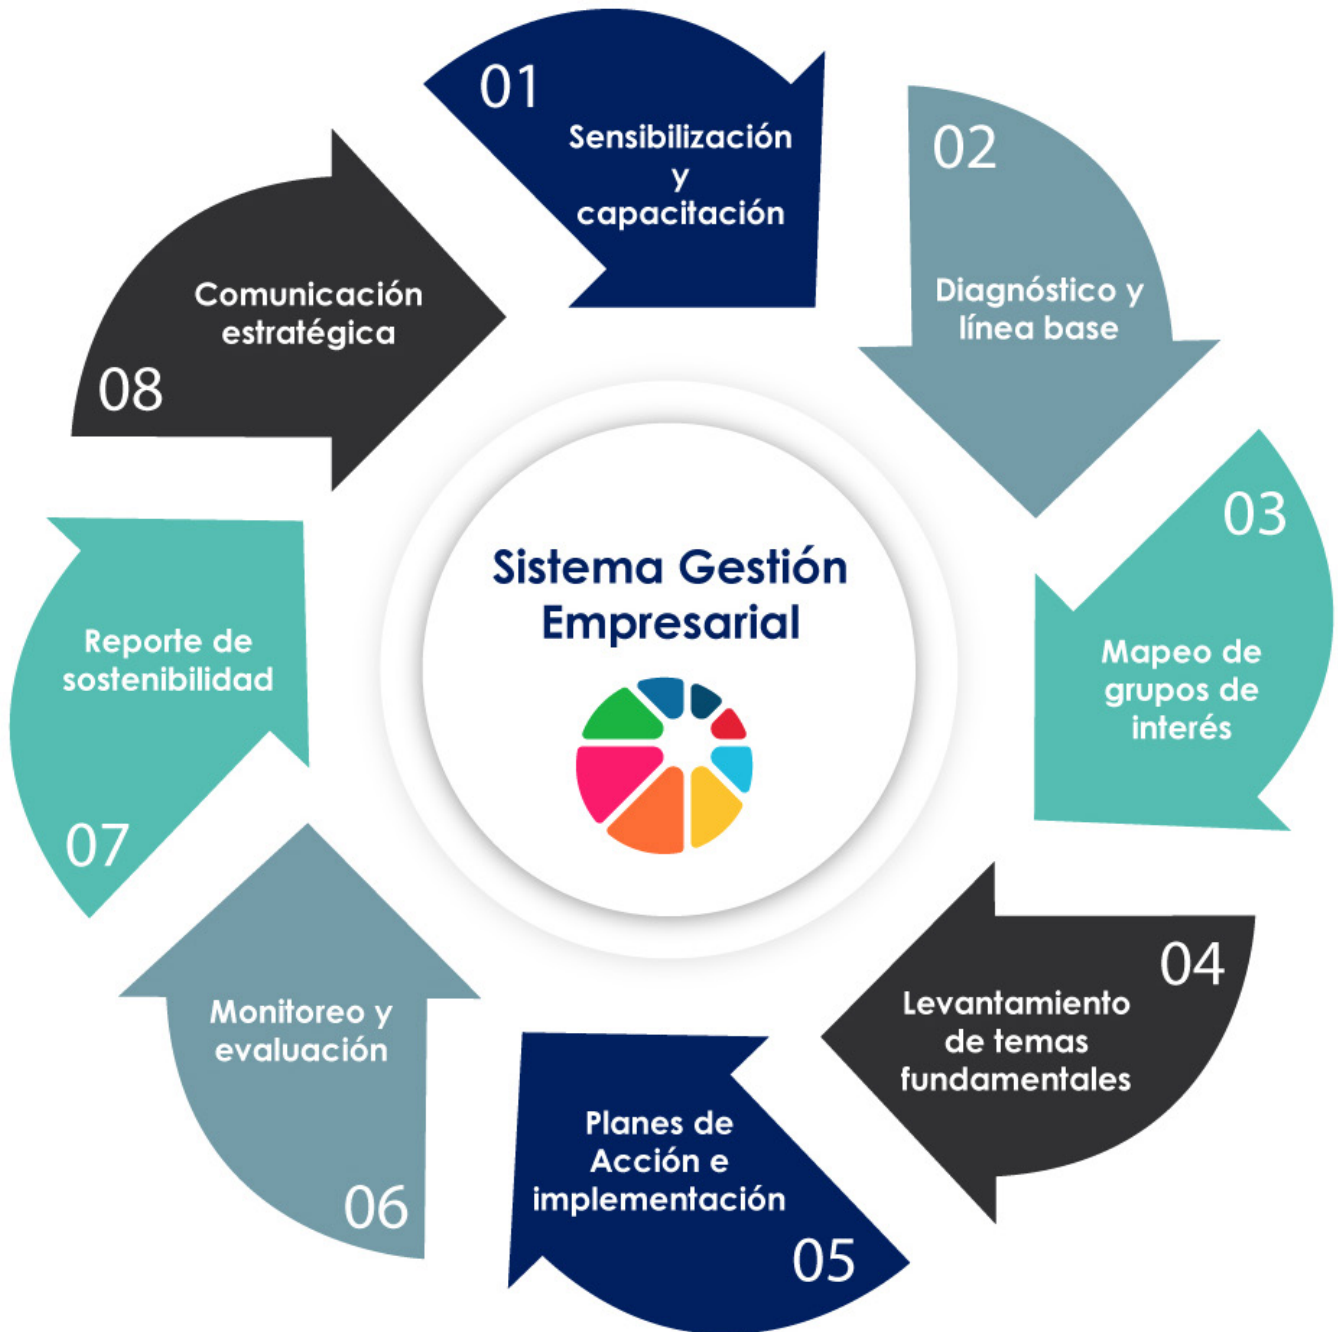 01
Sensibilización
y
capacitación
02
Diagnóstico y
línea base
03
Mapeo de
grupos de
interés
04
Levantamiento
de temas
fundamentales
05
Planes de
Acción e
implementación
06
Monitoreo y
evaluación
07
Reporte de
sostenibilidad
08
Comunicación
estratégica
Sistema Gestión
Empresarial